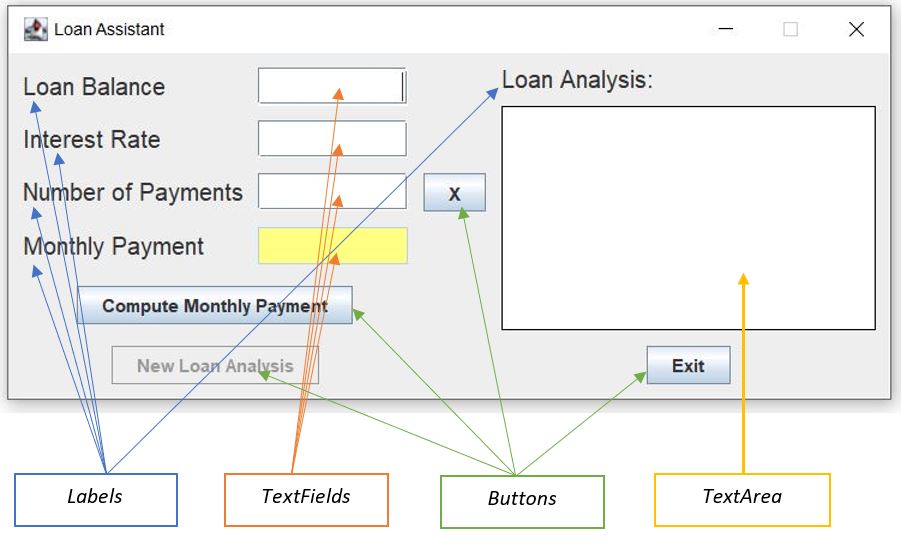 Loan Assistant
Loan Balance
Loan Analysis:
Interest Rate
Number of Payments
X
Monthly Payment
Compute Monthly Payment
New Loan Analysis
Exit
Labels
TextFields
Buttons
TextArea